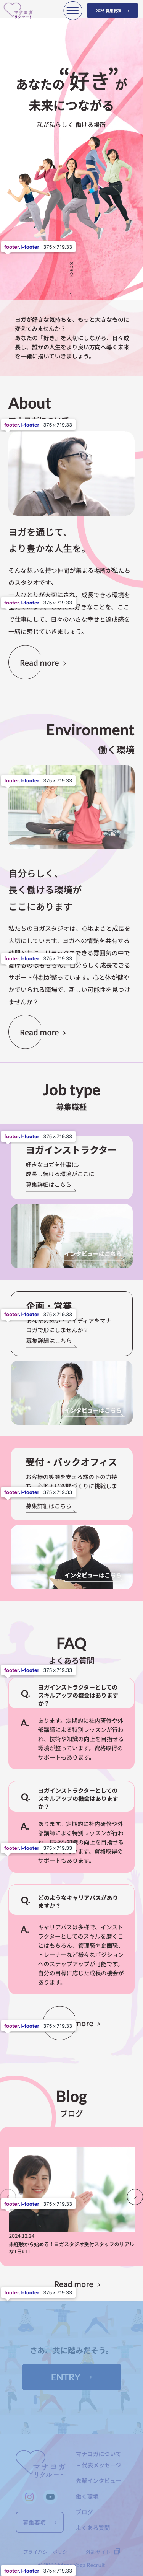 マナヨガ
リクルート
2026 募集要項
あなたの“好き”が
未来につながる
私が私らしく 働ける場所
footer.l-footer 375 × 719.33
SCROLL
ヨガが好きな気持ちを、もっと大きなものに
変えてみませんか？
あなたの「好き」を大切にしながら、日々成
長し、誰かの人生をより良い方向へ導く未来
を一緒に描いていきましょう。
About
footer.l-footer 375 × 719.33
ヨガを通じて、
より豊かな人生を。
そんな想いを持つ仲間が集まる場所が私たち
のスタジオです。
一人ひとりが大切にされ、成長できる環境を
footer.l-footer 375 × 719.33
に仕事にして、日々の小さな幸せと達成感を
一緒に感じていきましょう。
Read more
Environment
働く環境
footer.l-footer 375 × 719.33
自分らしく、
長く働ける環境が
ここにあります
私たちのヨガスタジオは、心地よさと成長を
大切にしています。ヨガへの情熱を共有する
footer.l-footer 375 × 719.33
サポート体制が整っています。心と体が健や
かでいられる職場で、新しい可能性を見つけ
ませんか？
Read more
Job type
募集職種
footer.l-footer 375 × 719.33
ヨガインストラクター
好きなヨガを仕事に。
成長し続ける環境がここに。
募集詳細はこちら
インタビューはこちら
企画・営業
footer.l-footer 375 × 719.33
あなたの想い・アイディアをマナ
ヨガで形にしませんか？
募集詳細はこちら
インタビューはこちら
受付・バックオフィス
お客様の笑顔を支える縁の下の力持
footer.l-footer 375 × 719.33
募集詳細はこちら
インタビューはこちら
FAQ
よくある質問
footer.l-footer 375 × 719.33
Q. ヨガインストラクターとしての
スキルアップの機会はあります
か？
A. あります。定期的に社内研修や外
部講師による特別レッスンが行わ
れ、技術や知識の向上を目指せる
環境が整っています。資格取得の
サポートもあります。
Q. ヨガインストラクターとしての
スキルアップの機会はあります
か？
A. あります。定期的に社内研修や外
部講師による特別レッスンが行わ
footer.l-footer 375 × 719.33
環境が整っています。資格取得の
サポートもあります。
Q. どのようなキャリアパスがあり
ますか？
A. キャリアパスは多様で、インスト
ラクターとしてのスキルを磨くこ
とはもちろん、管理職や企画職、
トレーナーなど様々なポジション
へのステップアップが可能です。
自分の目標に応じた成長の機会が
あります。
more
footer.l-footer 375 × 719.33
Blog
ブログ
footer.l-footer 375 × 719.33
2024.12.24
未経験から始める！ヨガスタジオ受付スタッフのリアル
な1日#11
Read more
footer.l-footer 375 × 719.33
さあ、共に踏みだそう。
ENTRY
マナヨガ
リクルート
募集要項
マナヨガについて
- 代表メッセージ
先輩インタビュー
働く環境
ブログ
よくある質問
プライバシーポリシー
footer.l-footer 375 × 719.33